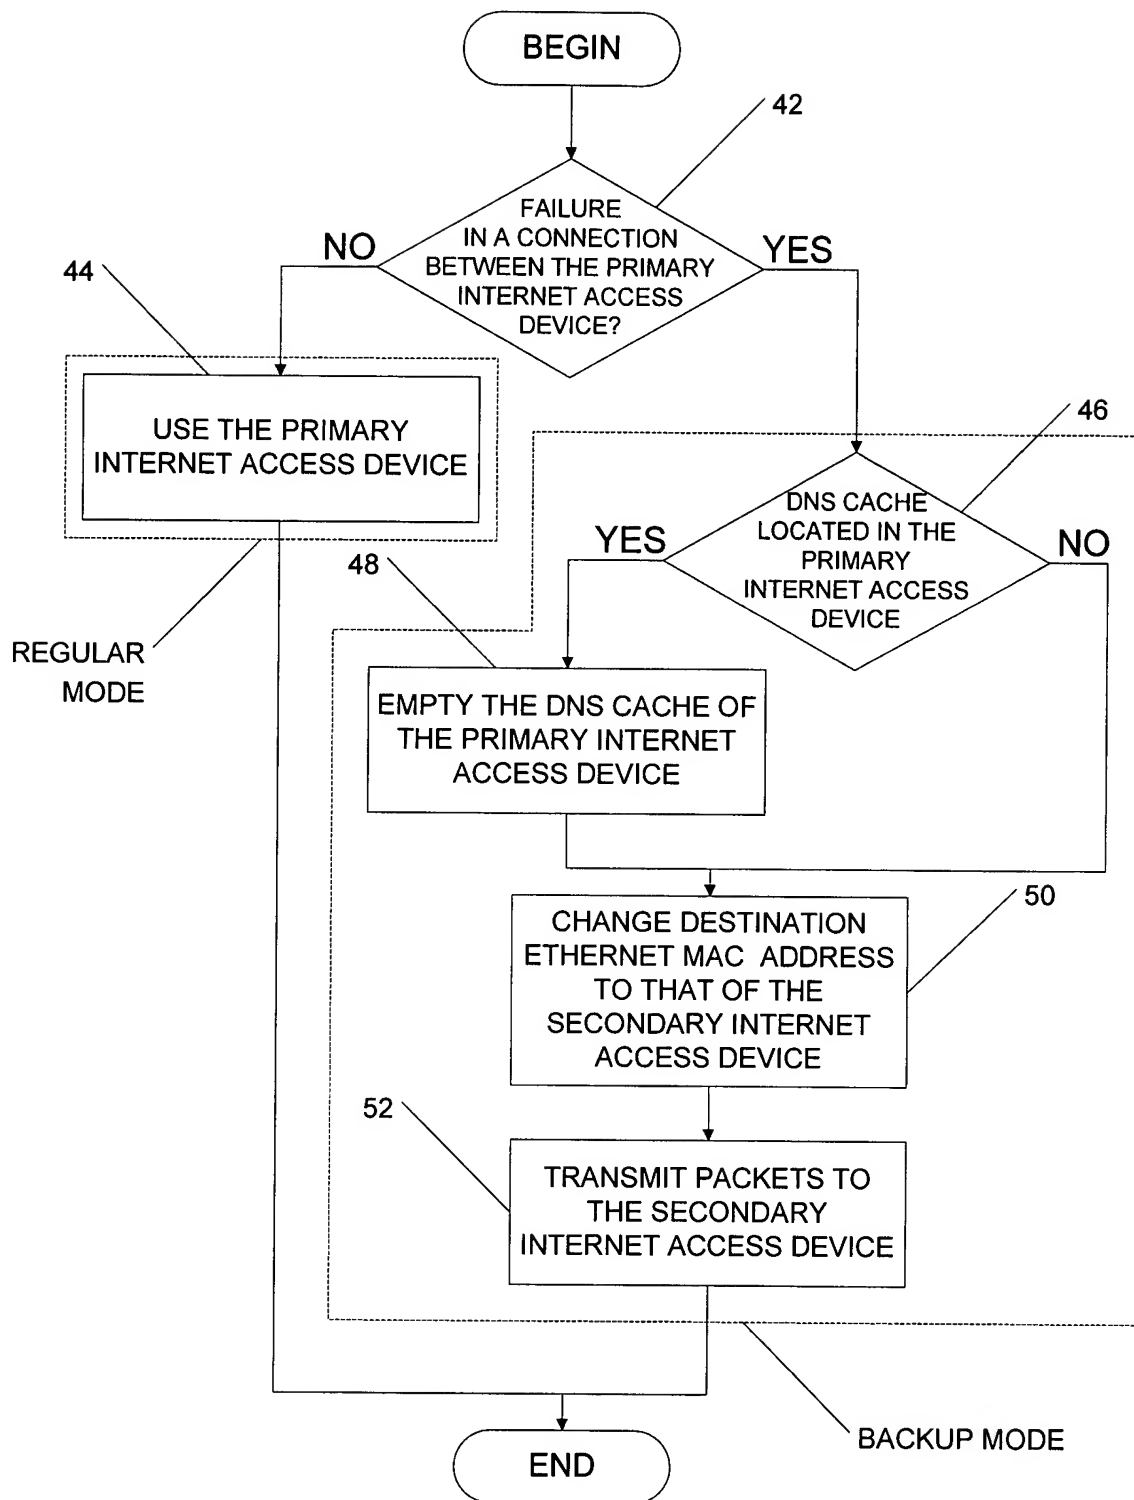 BEGIN
42
FAILURE
IN A CONNECTION
BETWEEN THE PRIMARY
INTERNET ACCESS
DEVICE?
NO
YES
44
USE THE PRIMARY
INTERNET ACCESS DEVICE
46
DNS CACHE
LOCATED IN THE
PRIMARY
INTERNET ACCESS
DEVICE
YES
NO
48
REGULAR
MODE
EMPTY THE DNS CACHE OF
THE PRIMARY INTERNET
ACCESS DEVICE
50
CHANGE DESTINATION
ETHERNET MAC ADDRESS
TO THAT OF THE
SECONDARY INTERNET
ACCESS DEVICE
52
TRANSMIT PACKETS TO
THE SECONDARY
INTERNET ACCESS DEVICE
BACKUP MODE
END